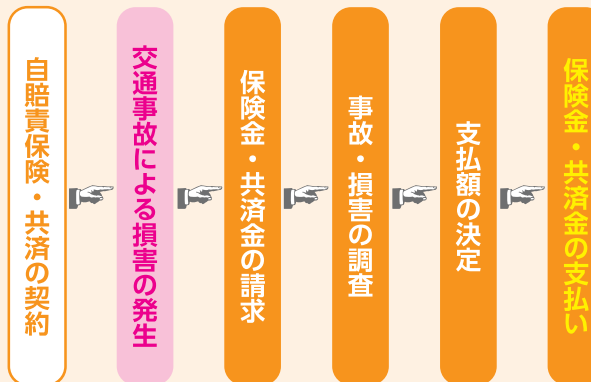 自賠責保険・共済の契約
交通事故による損害の発生
保険金・共済金の請求
事故・損害の調査
支払額の決定
保険金・共済金の支払い